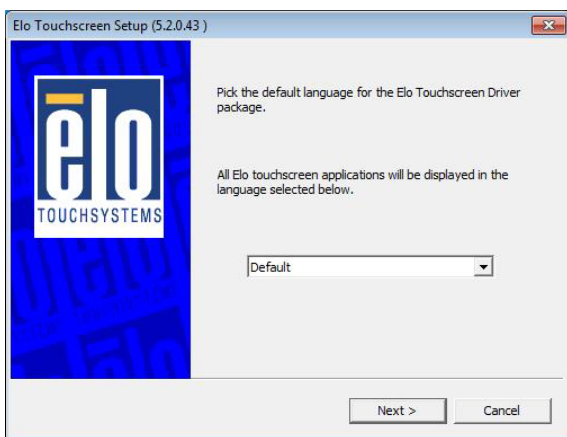 Elo Touchscreen Setup (5.2.0.43 )
elo
TOUCHSYSTEMS
Pick the default language for the Elo Touchscreen Driver
package.
All Elo touchscreen applications will be displayed in the
language selected below.
Default
Next >
Cancel